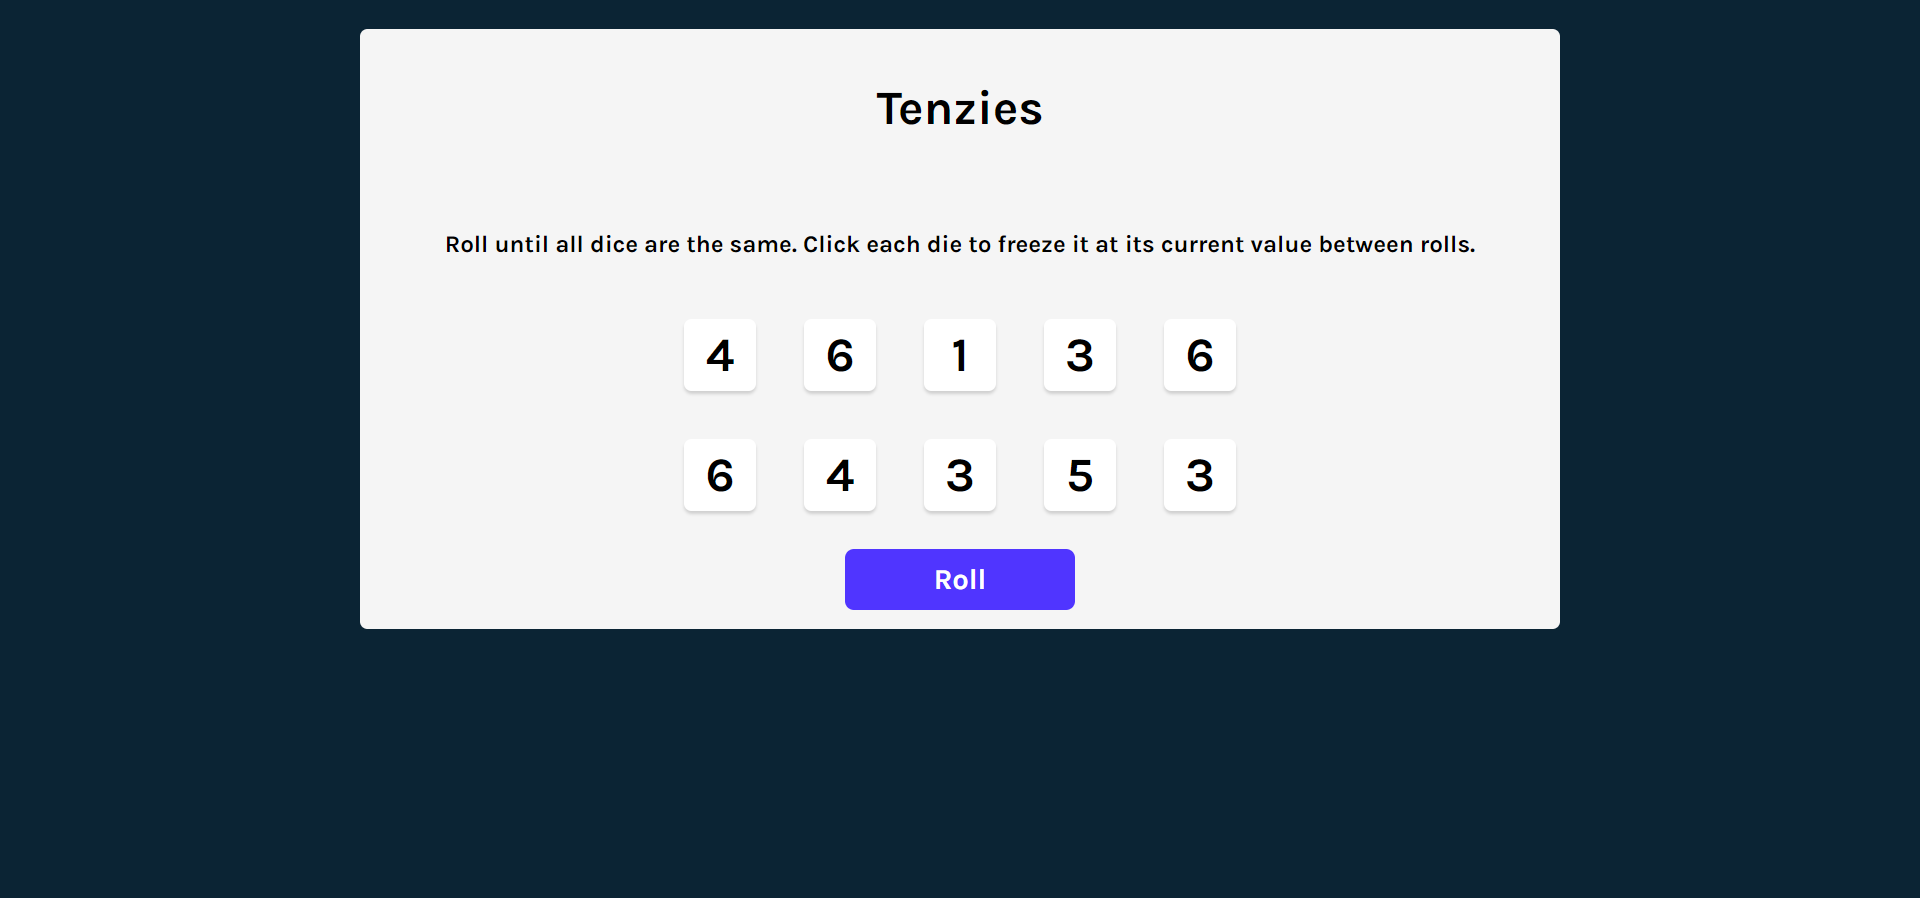 Tenzies
Roll until all dice are the same. Click each die to freeze it at its current value between rolls.
4 6 1 3 6
6 4 3 5 3
Roll